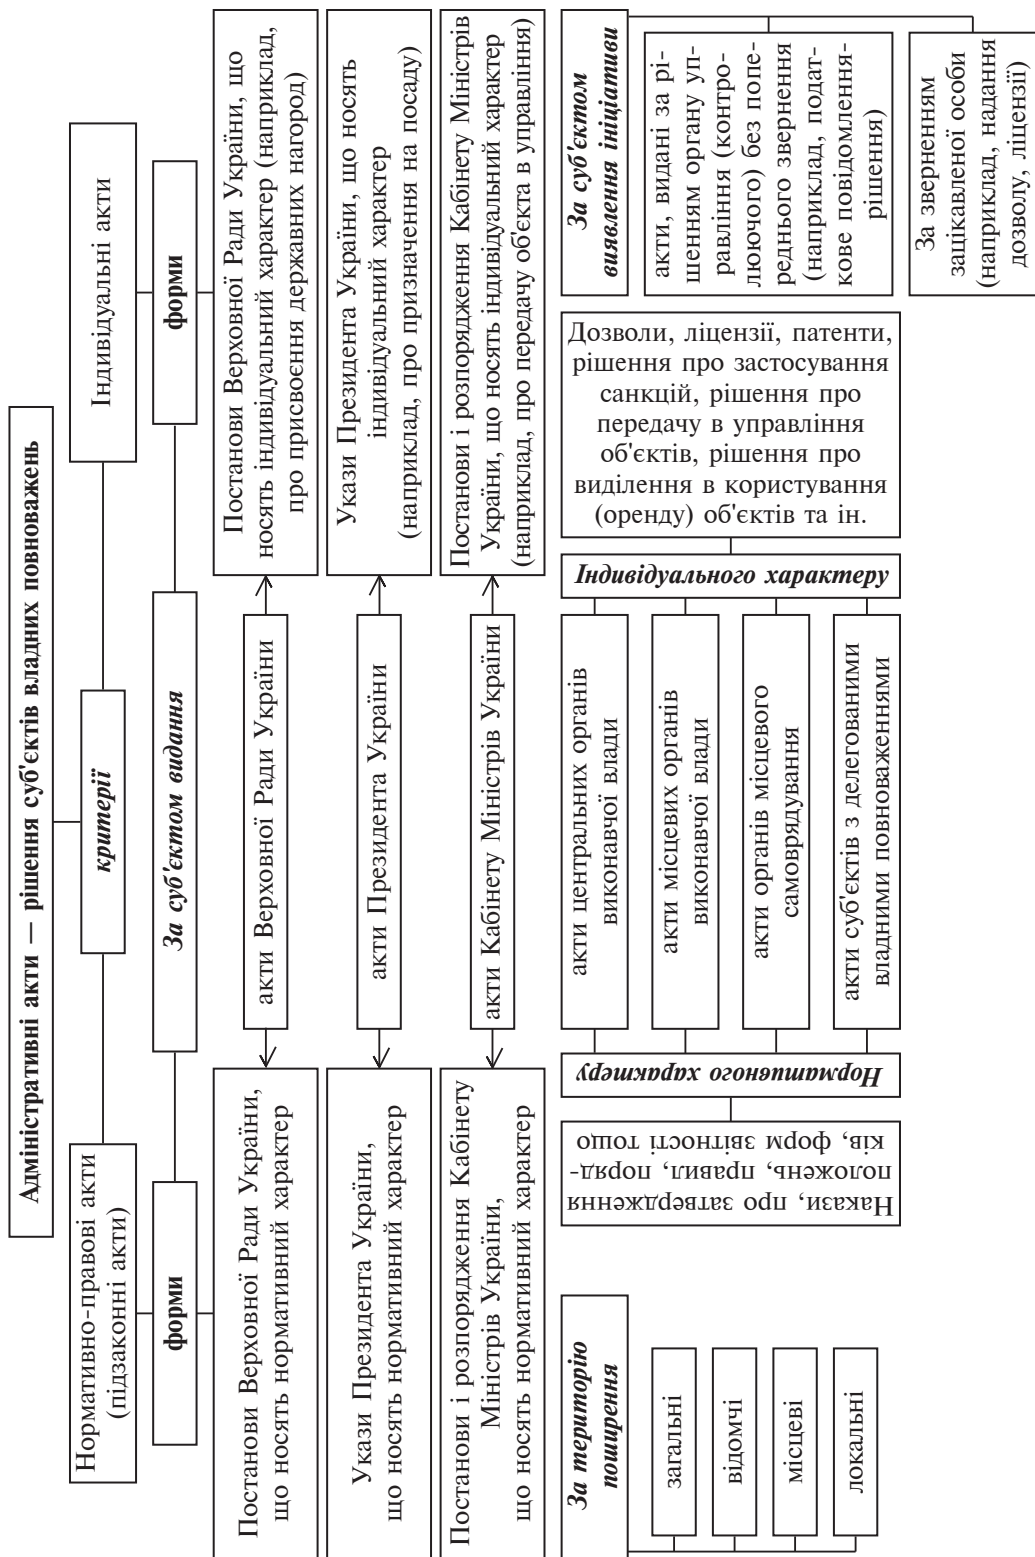 Адміністративні акти — рішення суб'єктів владних повноважень
Нормативно-правові акти
(підзаконні акти)
критерії
Індивідуальні акти
форми
За суб'єктом видання
форми
Постанови Верховної Ради України,
що носять нормативний характер
акти Верховної Ради України
Постанови Верховної Ради України, що
носять індивідуальний характер (наприклад,
про присвоєння державних нагород)
Укази Президента України,
що носять нормативний характер
акти Президента України
Укази Президента України, що носять
індивідуальний характер
(наприклад, про призначення на посаду)
Постанови і розпорядження Кабінету
Міністрів України,
що носять нормативний характер
акти Кабінету Міністрів України
Постанови і розпорядження Кабінету Міністрів
України, що носять індивідуальний характер
(наприклад, про передачу об'єкта в управління)
За територію
поширення
загальні
відомчі
місцеві
локальні
Накази, про затвердження
положень, правил, поряд-
ків, форм звітності тощо
Нормативного характеру
акти центральних органів
виконавчої влади
акти місцевих органів
виконавчої влади
акти органів місцевого
самоврядування
акти суб'єктів з делегованими
владними повноваженнями
Індивідуального характеру
Дозволи, ліцензії, патенти,
рішення про застосування
санкцій, рішення про
передачу в управління
об'єктів, рішення про
виділення в користування
(оренду) об'єктів та ін.
За суб'єктом
виявлення ініціативи
акти, видані за рі-
шенням органу уп-
равління (контро-
люючого) без попе-
реднього звернення
(наприклад, подат-
кове повідомлення-
рішення)
За зверненням
зацікавленої особи
(наприклад, надання
дозволу, ліцензії)